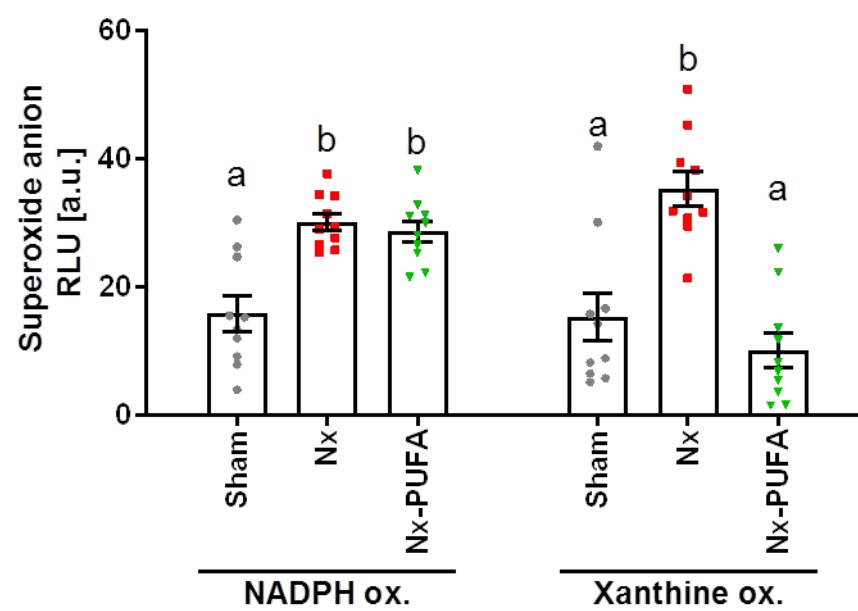 Superoxide anion
RLU [a.u.]
60
40
20
0
a
b
b
a
b
a
Sham
Nx
Nx-PUFA
Sham
Nx
Nx-PUFA
NADPH ox.
Xanthine ox.